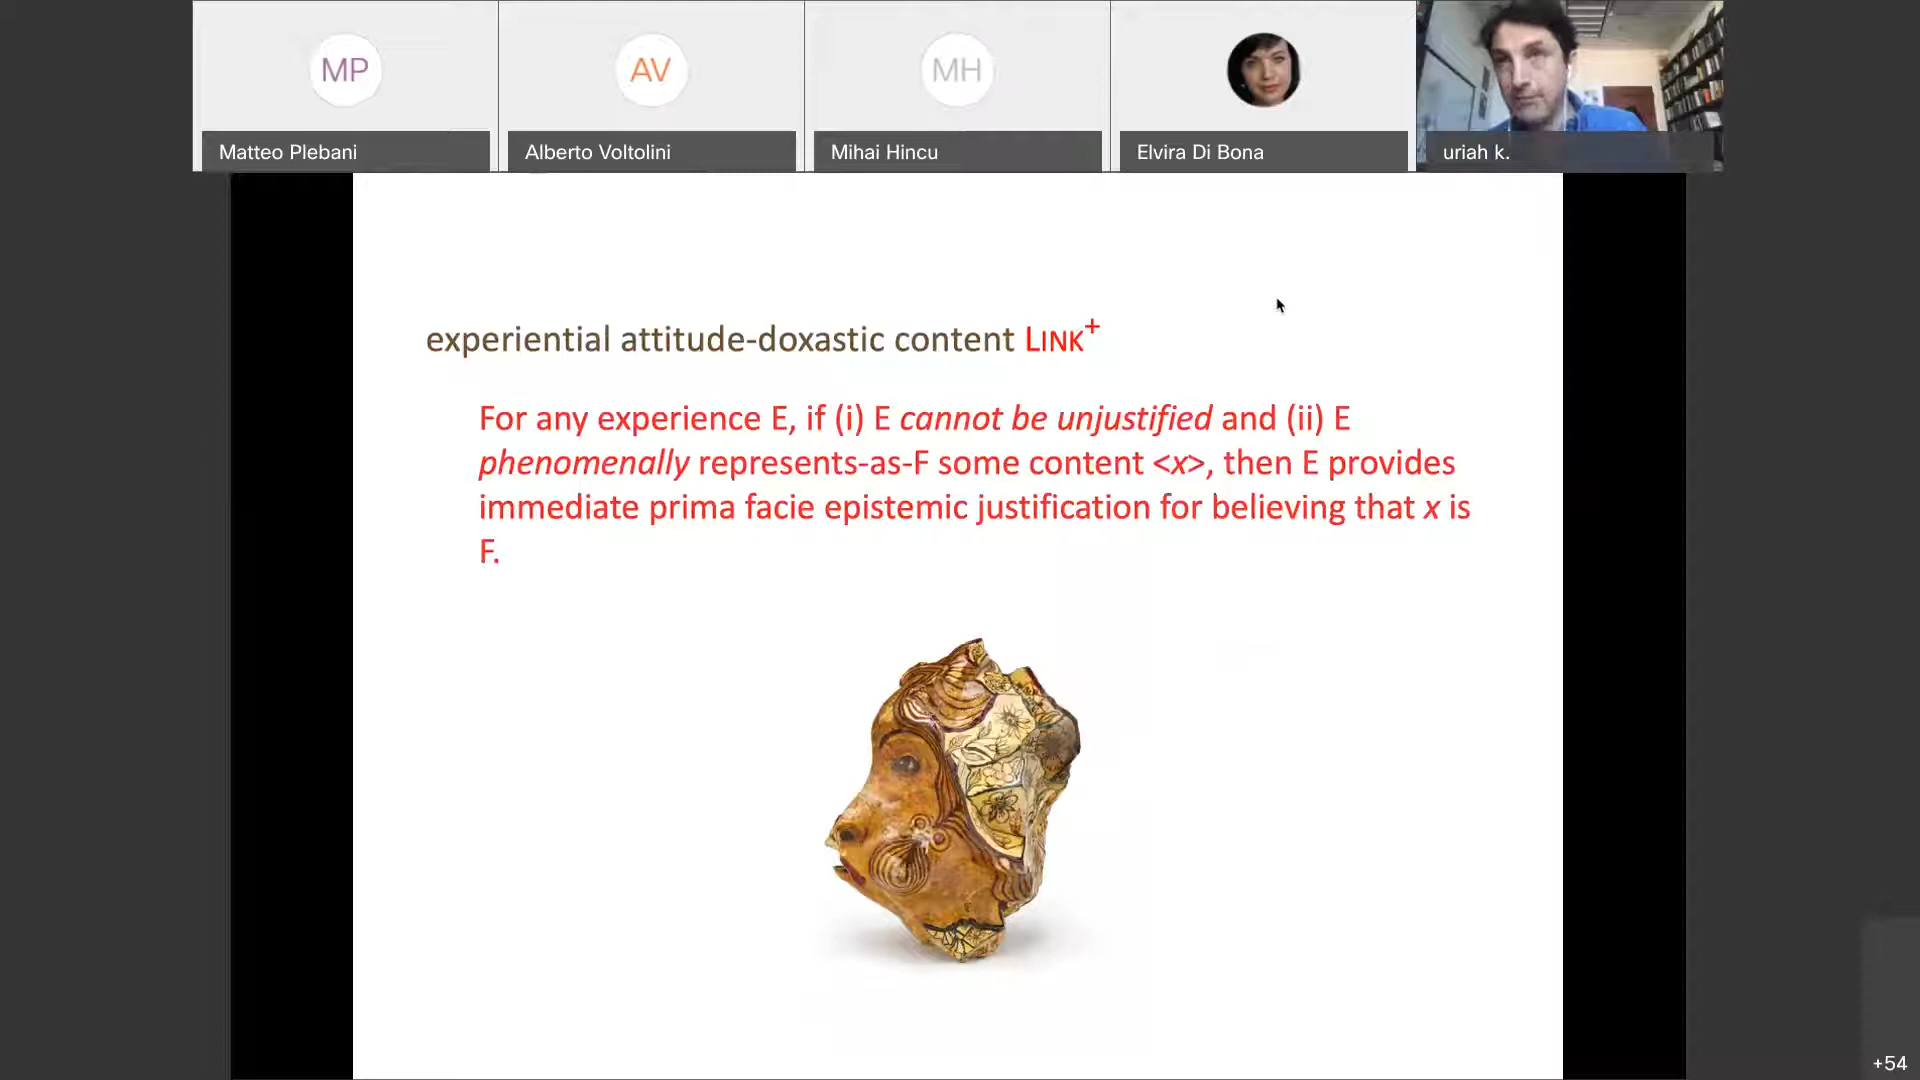 MP
AV
MH
Matteo Plebani
Alberto Voltolini
Mihai Hincu
Elvira Di Bona
uriah k.
experiential attitude-doxastic content LINK+
For any experience E, if (i) E cannot be unjustified and (ii) E
phenomenally represents-as-F some content <x>, then E provides
immediate prima facie epistemic justification for believing that x is
F.
+54